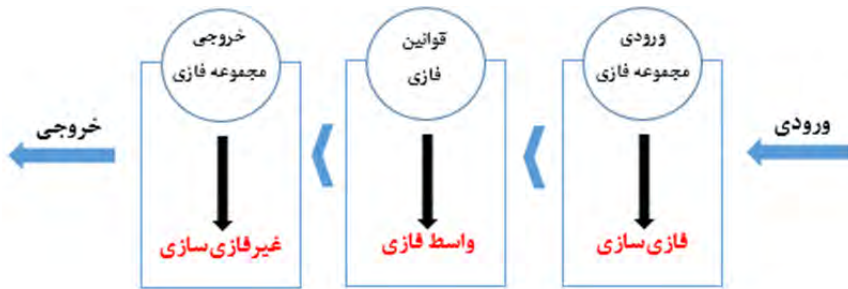 ورودی
ورودی
مجموعه فازی
فازی‌سازی
قوانین
فازی
واسط فازی
خروجی
مجموعه فازی
غیرفازی‌سازی
خروجی